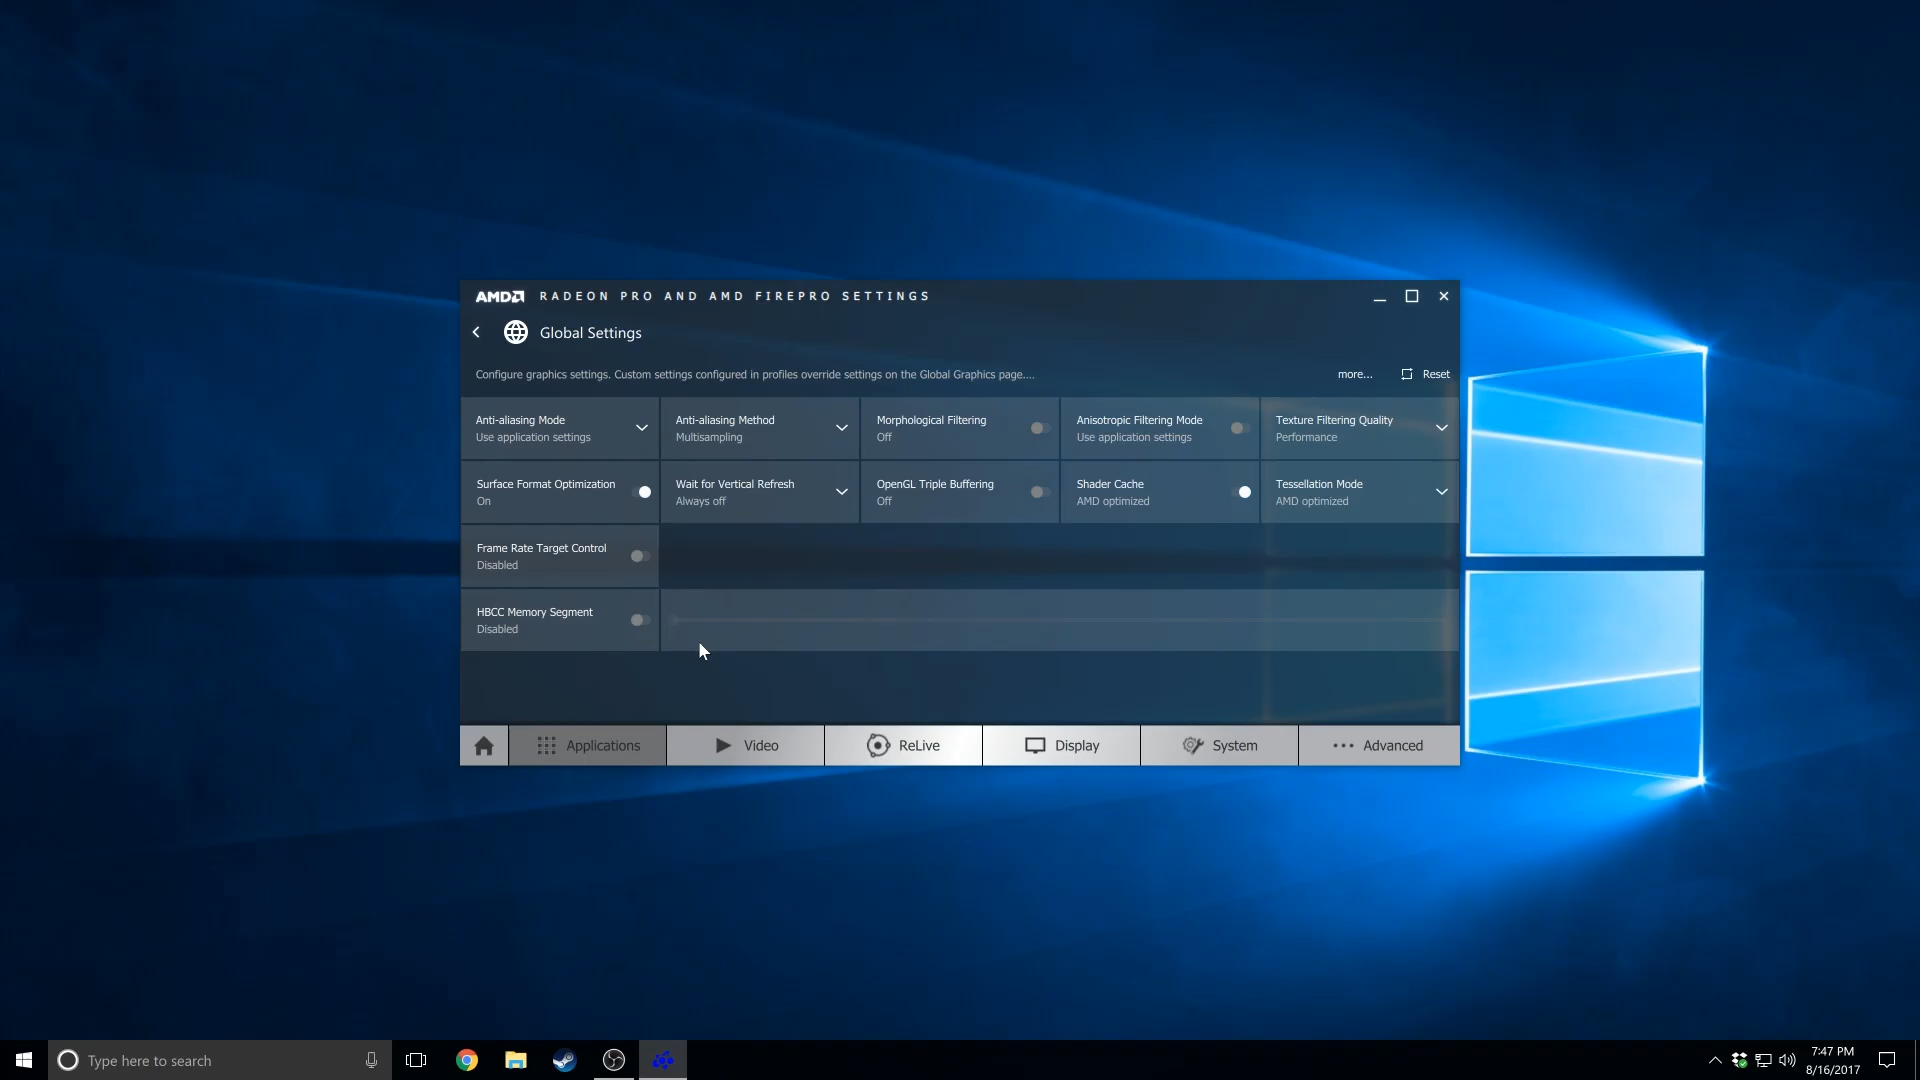 AMD RADEON PRO AND AMD FIREPRO SETTINGS
Global Settings
Configure graphics settings. Custom settings configured in profiles override settings on the Global Graphics page....
more...
Reset
Anti-aliasing Mode
Use application settings
Anti-aliasing Method
Multisampling
Morphological Filtering
Off
Anisotropic Filtering Mode
Use application settings
Texture Filtering Quality
Performance
Surface Format Optimization
On
Wait for Vertical Refresh
Always off
OpenGL Triple Buffering
Off
Shader Cache
AMD optimized
Tessellation Mode
AMD optimized
Frame Rate Target Control
Disabled
HBCC Memory Segment
Disabled
Applications
Video
ReLive
Display
System
Advanced
Type here to search
7:47 PM
8/16/2017